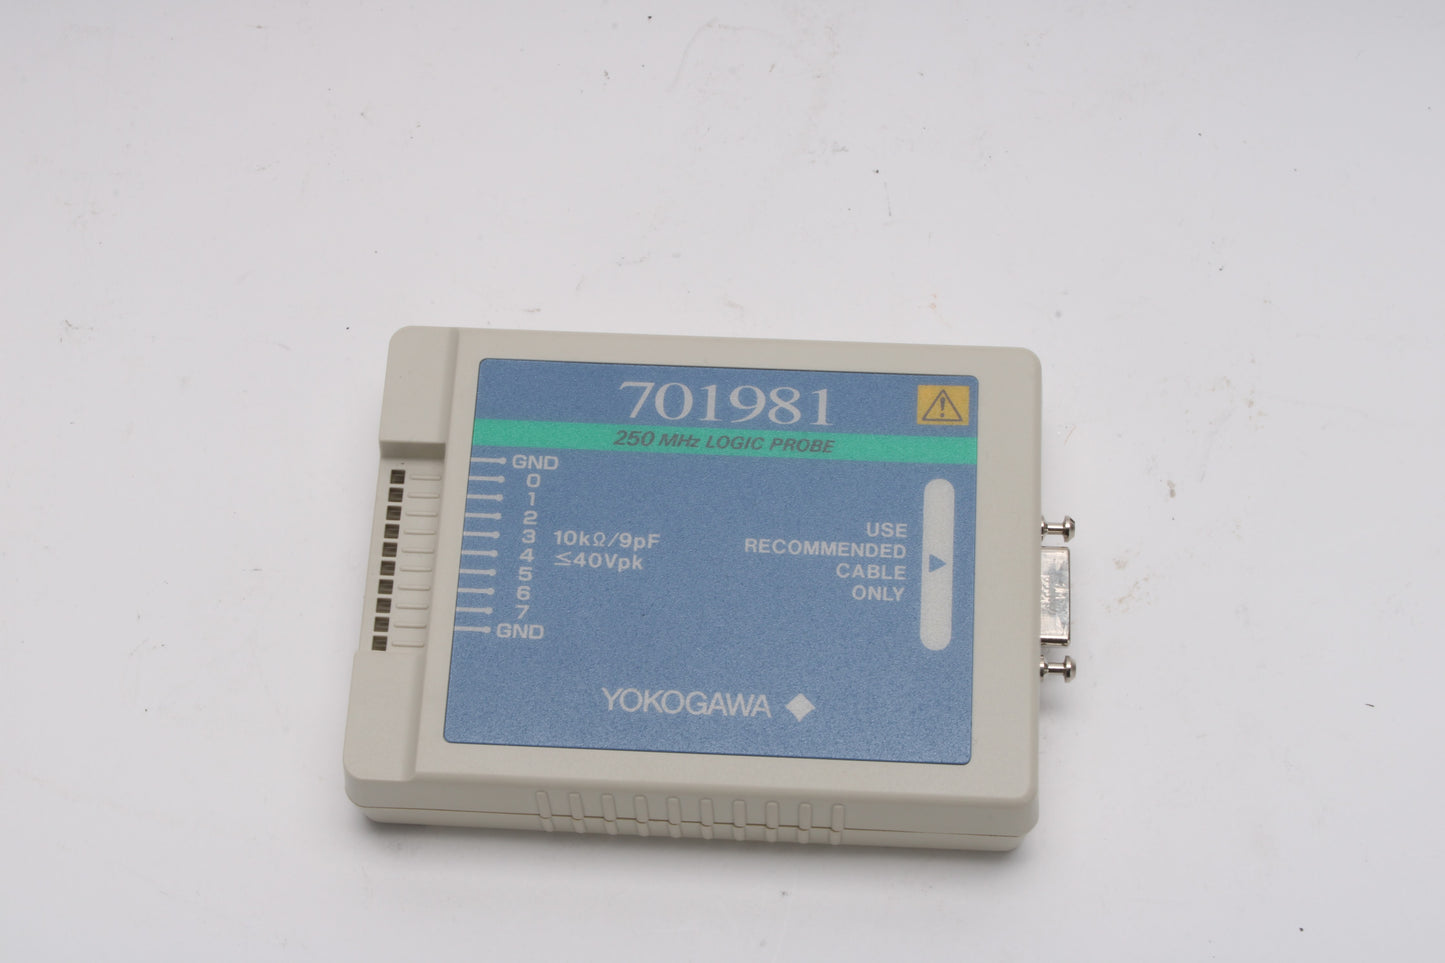 701981
250 MHz LOGIC PROBE
GND
0
1
2
3
4
5
6
7
GND
10kΩ/9pF
≤40Vpk
USE
RECOMMENDED
CABLE
ONLY
YOKOGAWA